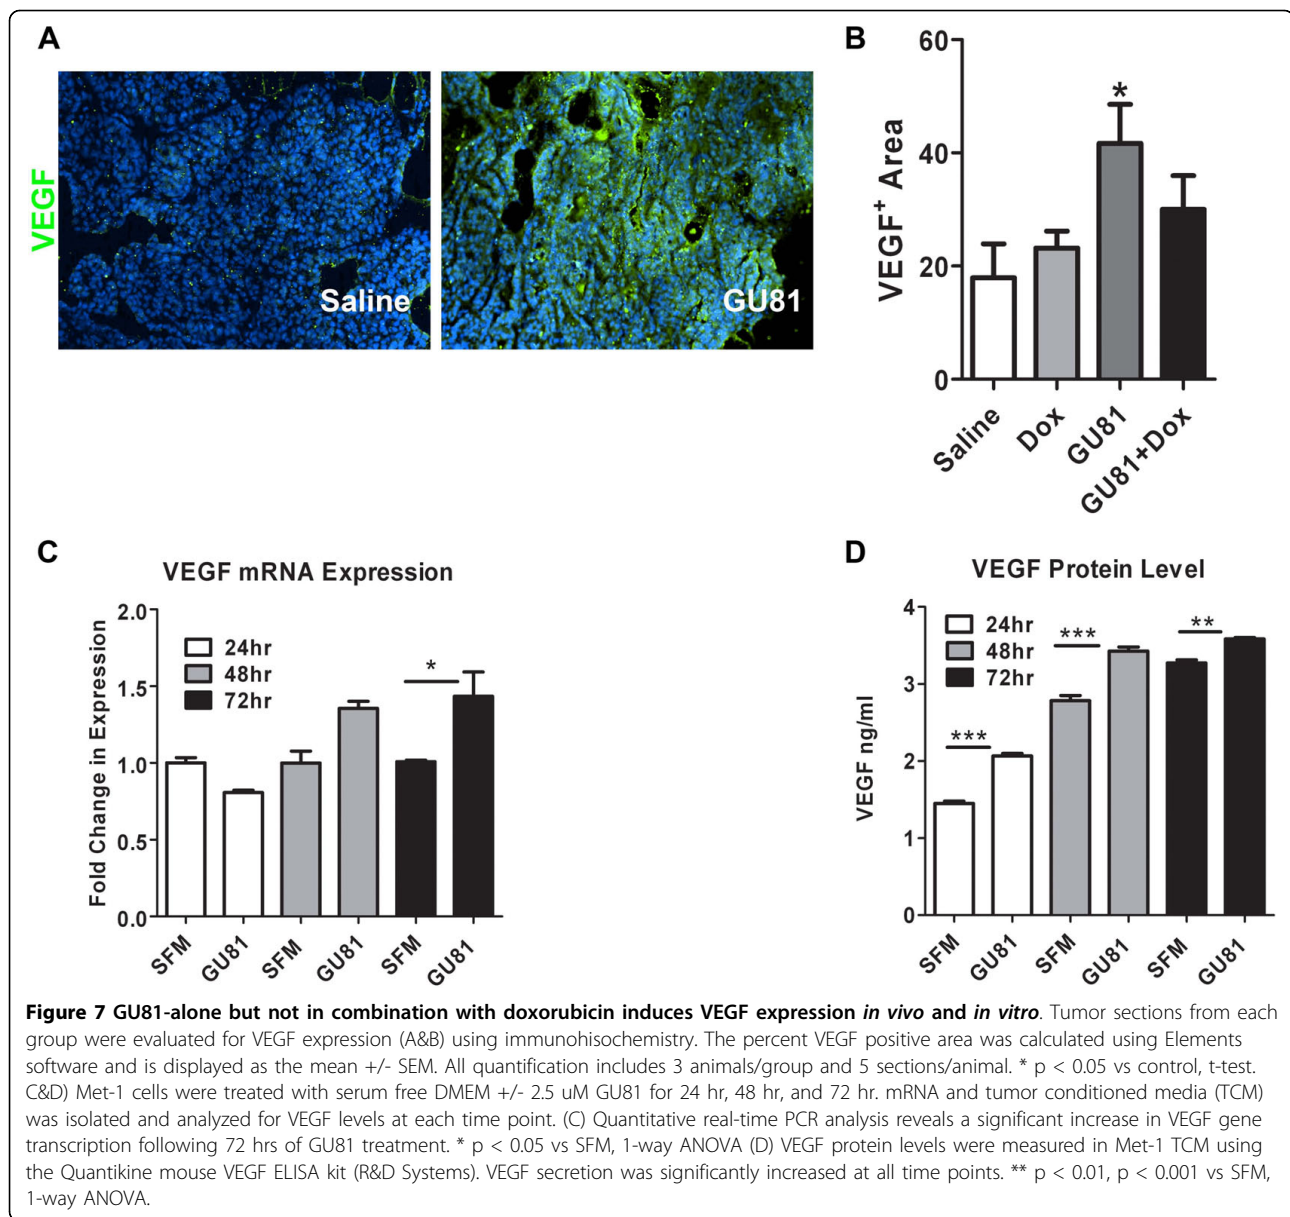 A
VEGF
Saline
GU81
B
VEGF+ Area
60
40
20
0
*
Saline
Dox
GU81
GU81+Dox
C
VEGF mRNA Expression
Fold Change in Expression
2.0
1.5
1.0
0.5
0.0
24hr
48hr
72hr
*
SFM
GU81
SFM
GU81
SFM
GU81
D
VEGF Protein Level
VEGF ng/ml
4
3
2
1
0
24hr
48hr
72hr
***
***
**
SFM
GU81
SFM
GU81
SFM
GU81
Figure 7 GU81-alone but not in combination with doxorubicin induces VEGF expression in vivo and in vitro. Tumor sections from each
group were evaluated for VEGF expression (A&B) using immunohisochemistry. The percent VEGF positive area was calculated using Elements
software and is displayed as the mean +/- SEM. All quantification includes 3 animals/group and 5 sections/animal. * p < 0.05 vs control, t-test.
C&D) Met-1 cells were treated with serum free DMEM +/- 2.5 uM GU81 for 24 hr, 48 hr, and 72 hr. mRNA and tumor conditioned media (TCM)
was isolated and analyzed for VEGF levels at each time point. (C) Quantitative real-time PCR analysis reveals a significant increase in VEGF gene
transcription following 72 hrs of GU81 treatment. * p < 0.05 vs SFM, 1-way ANOVA (D) VEGF protein levels were measured in Met-1 TCM using
the Quantikine mouse VEGF ELISA kit (R&D Systems). VEGF secretion was significantly increased at all time points. ** p < 0.01, p < 0.001 vs SFM,
1-way ANOVA.